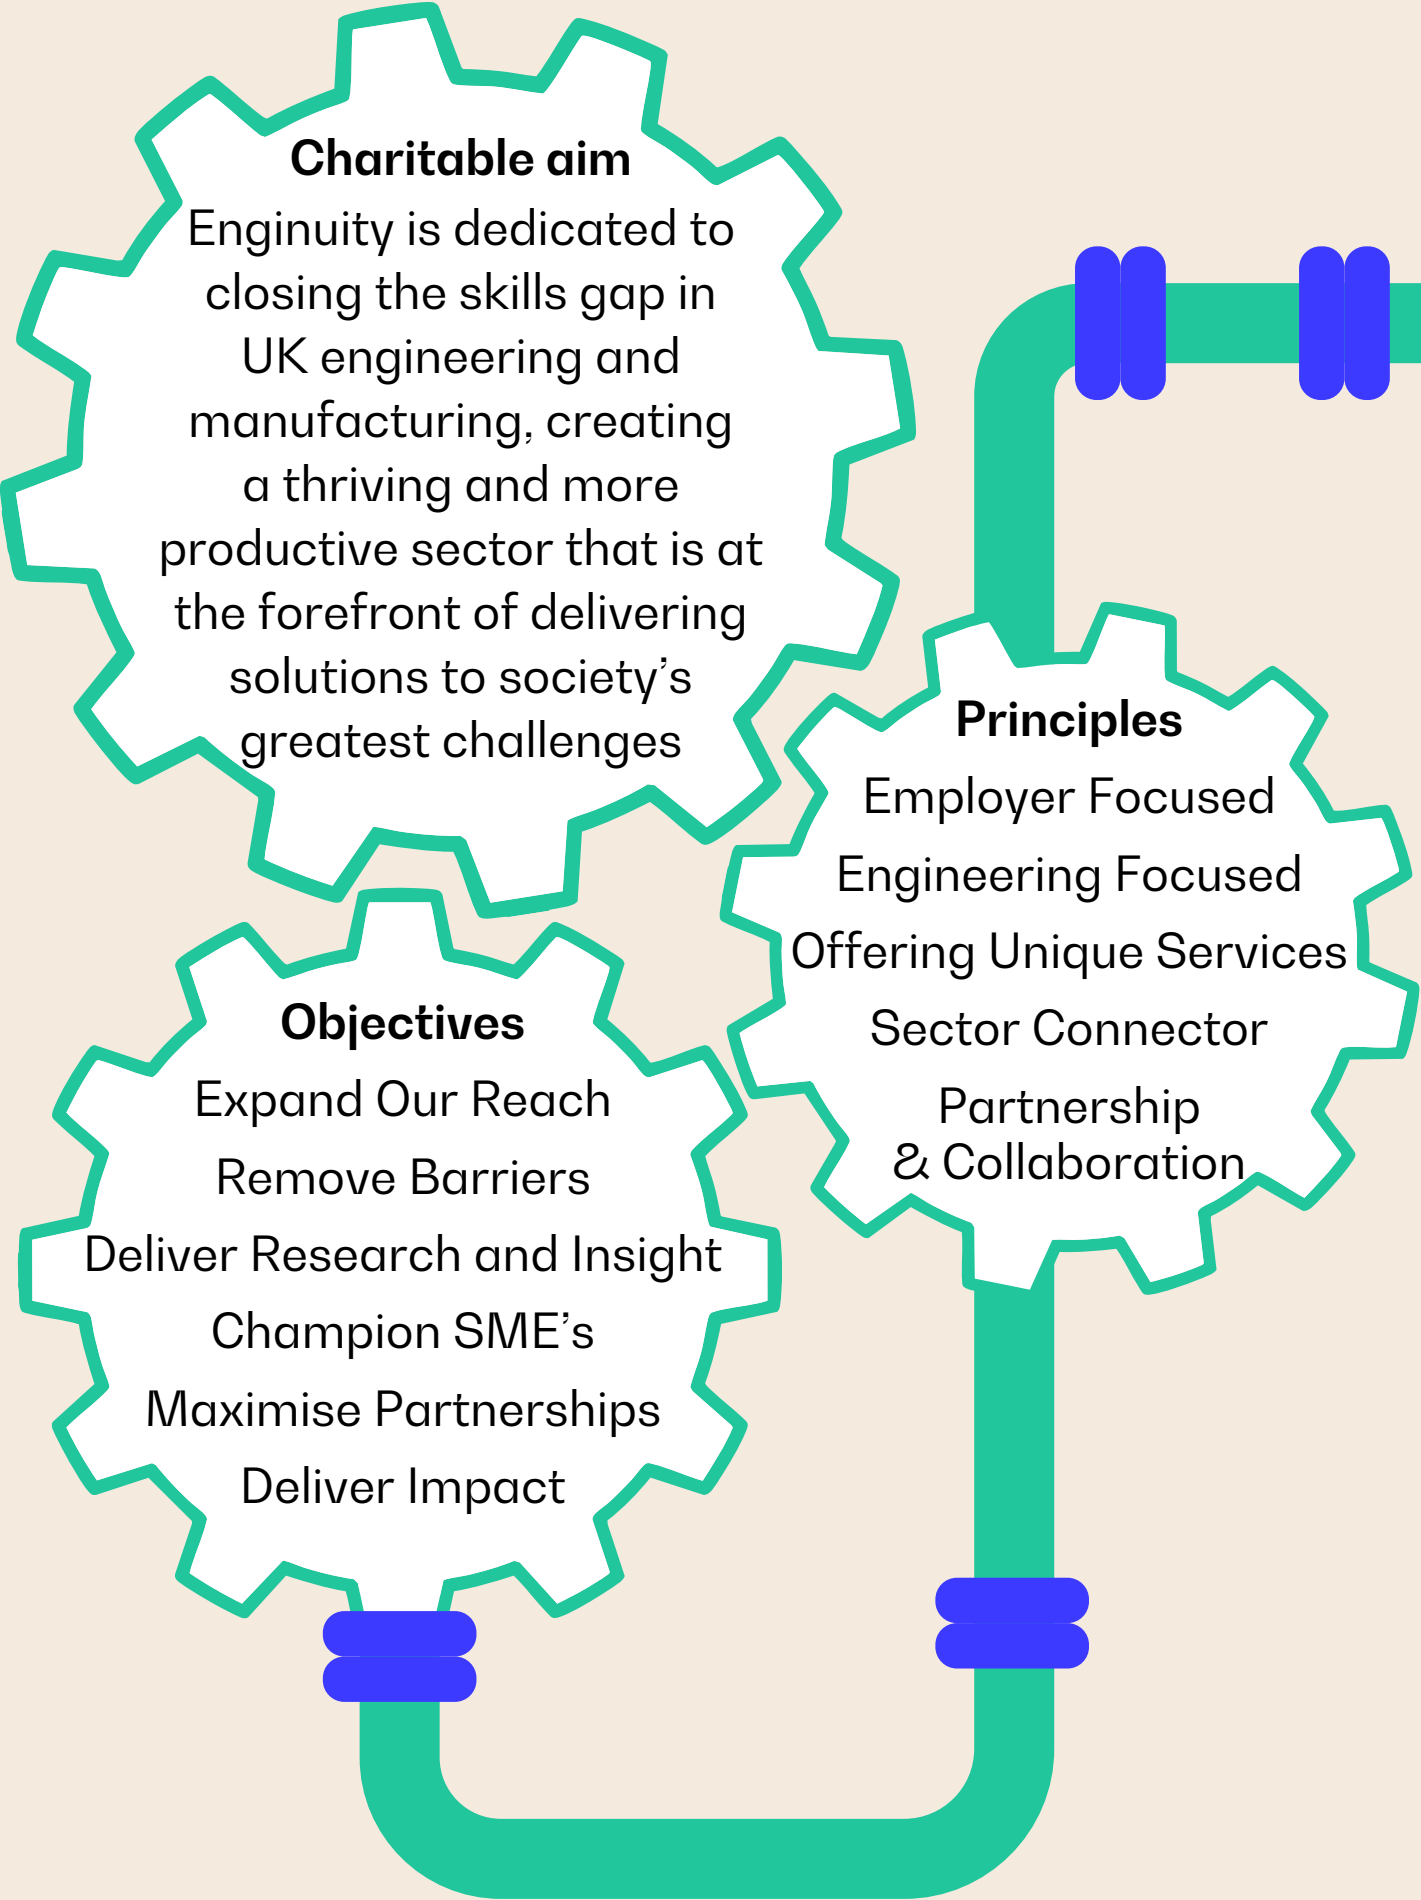 Charitable aim
Enginuity is dedicated to
closing the skills gap in
UK engineering and
manufacturing, creating
a thriving and more
productive sector that is at
the forefront of delivering
solutions to society’s
greatest challenges
Principles
Employer Focused
Engineering Focused
Offering Unique Services
Sector Connector
Partnership
& Collaboration
Objectives
Expand Our Reach
Remove Barriers
Deliver Research and Insight
Champion SME’s
Maximise Partnerships
Deliver Impact